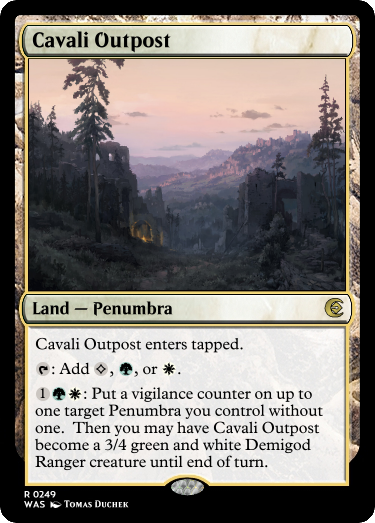 Cavali Outpost
Land — Penumbra
Cavali Outpost enters tapped.
: Add , , or .
1 : Put a vigilance counter on up to
one target Penumbra you control without
one. Then you may have Cavali Outpost
become a 3/4 green and white Demigod
Ranger creature until end of turn.
R 0249
WAS Tomas Duchek